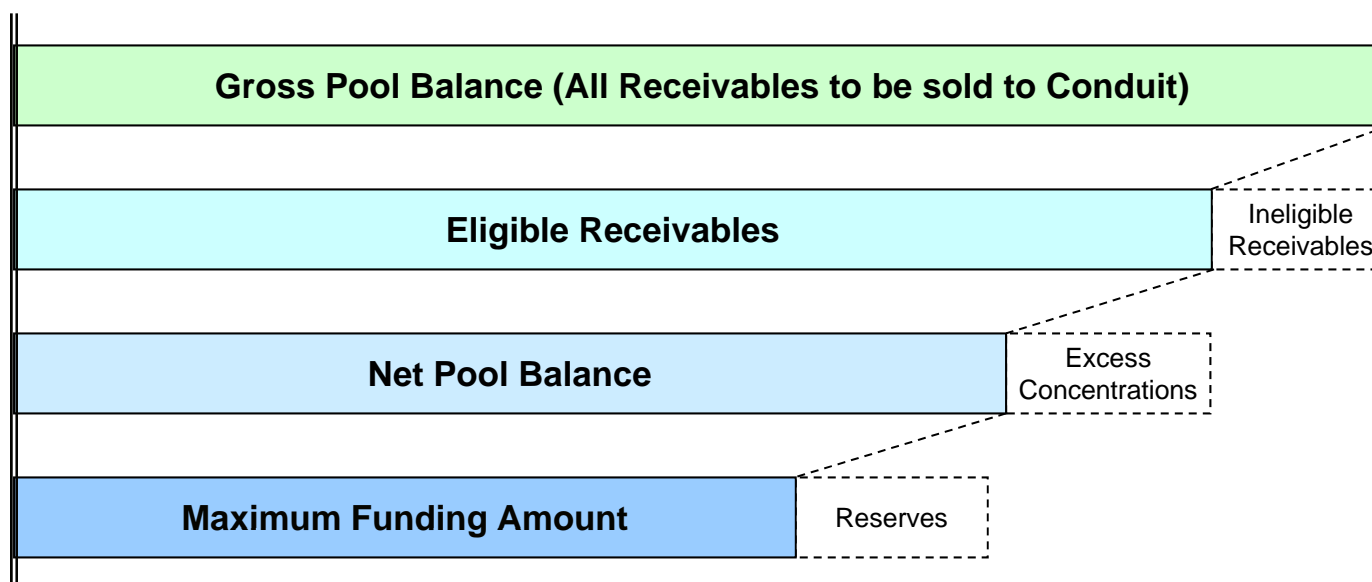 Gross Pool Balance (All Receivables to be sold to Conduit)
Eligible Receivables
Ineligible
Receivables
Net Pool Balance
Excess
Concentrations
Maximum Funding Amount
Reserves